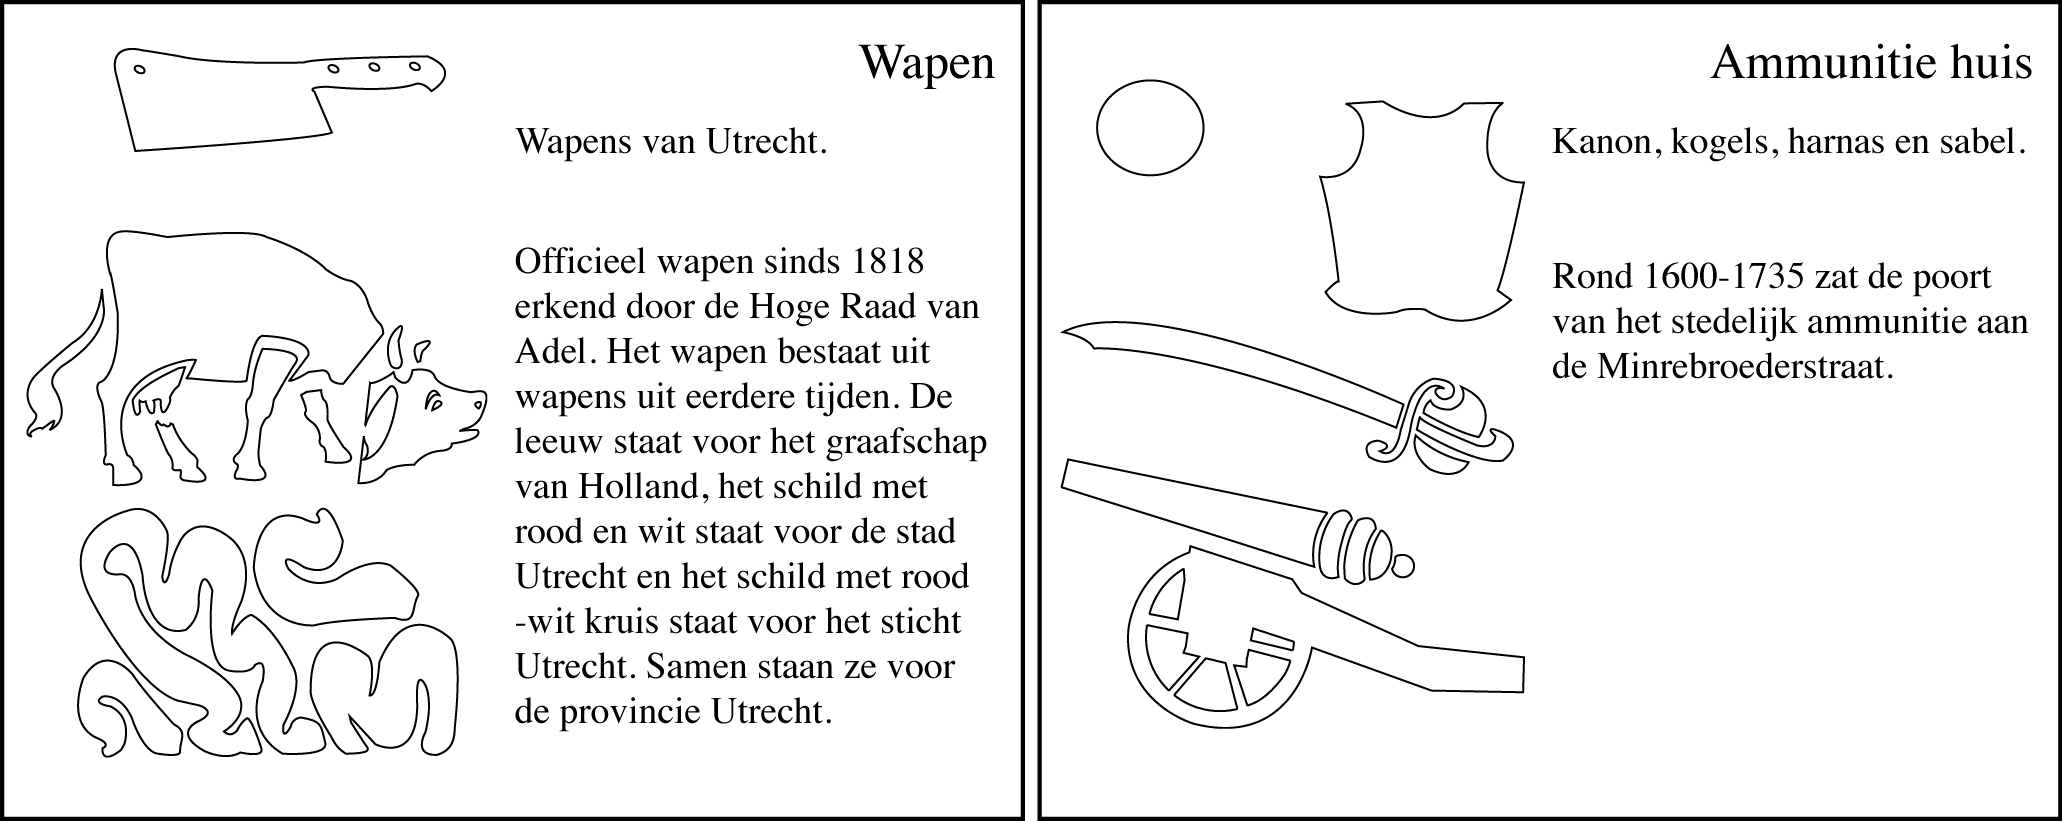 Wapen
Wapens van Utrecht.
Officieel wapen sinds 1818
erkend door de Hoge Raad van
Adel. Het wapen bestaat uit
wapens uit eerdere tijden. De
leeuw staat voor het graafschap
van Holland, het schild met
rood en wit staat voor de stad
Utrecht en het schild met rood
-wit kruis staat voor het sticht
Utrecht. Samen staan ze voor
de provincie Utrecht.
Ammunitie huis
Kanon, kogels, harnas en sabel.
Rond 1600-1735 zat de poort
van het stedelijk ammunitie aan
de Minrebroederstraat.